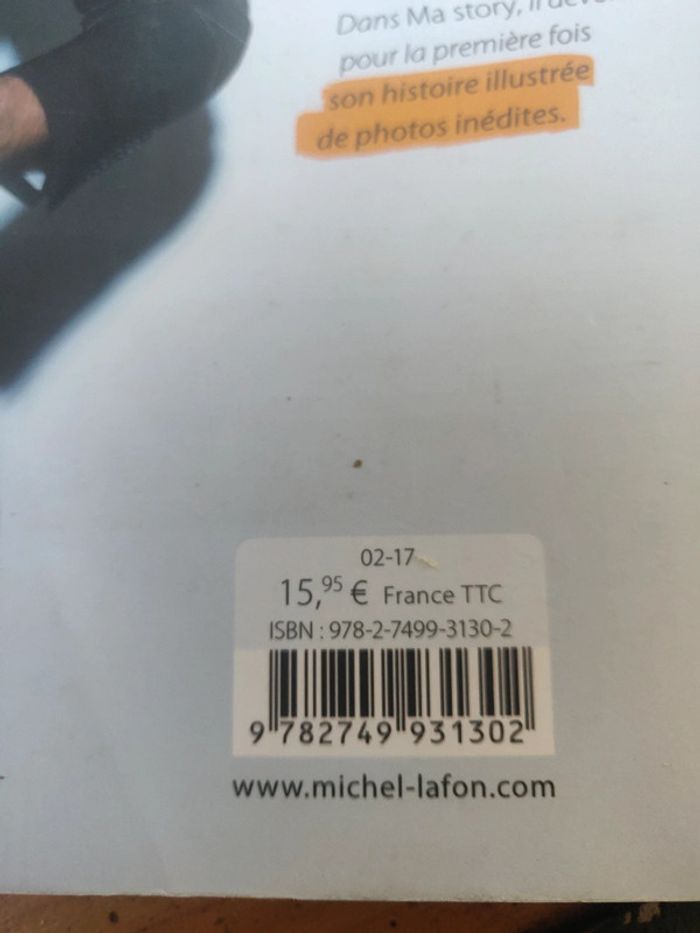 Dans Ma story, il
pour la première fois
son histoire illustrée
de photos inédites.
02-17
15,95 € France TTC
ISBN : 978-2-7499-3130-2
9 782749 931302
www.michel-lafon.com